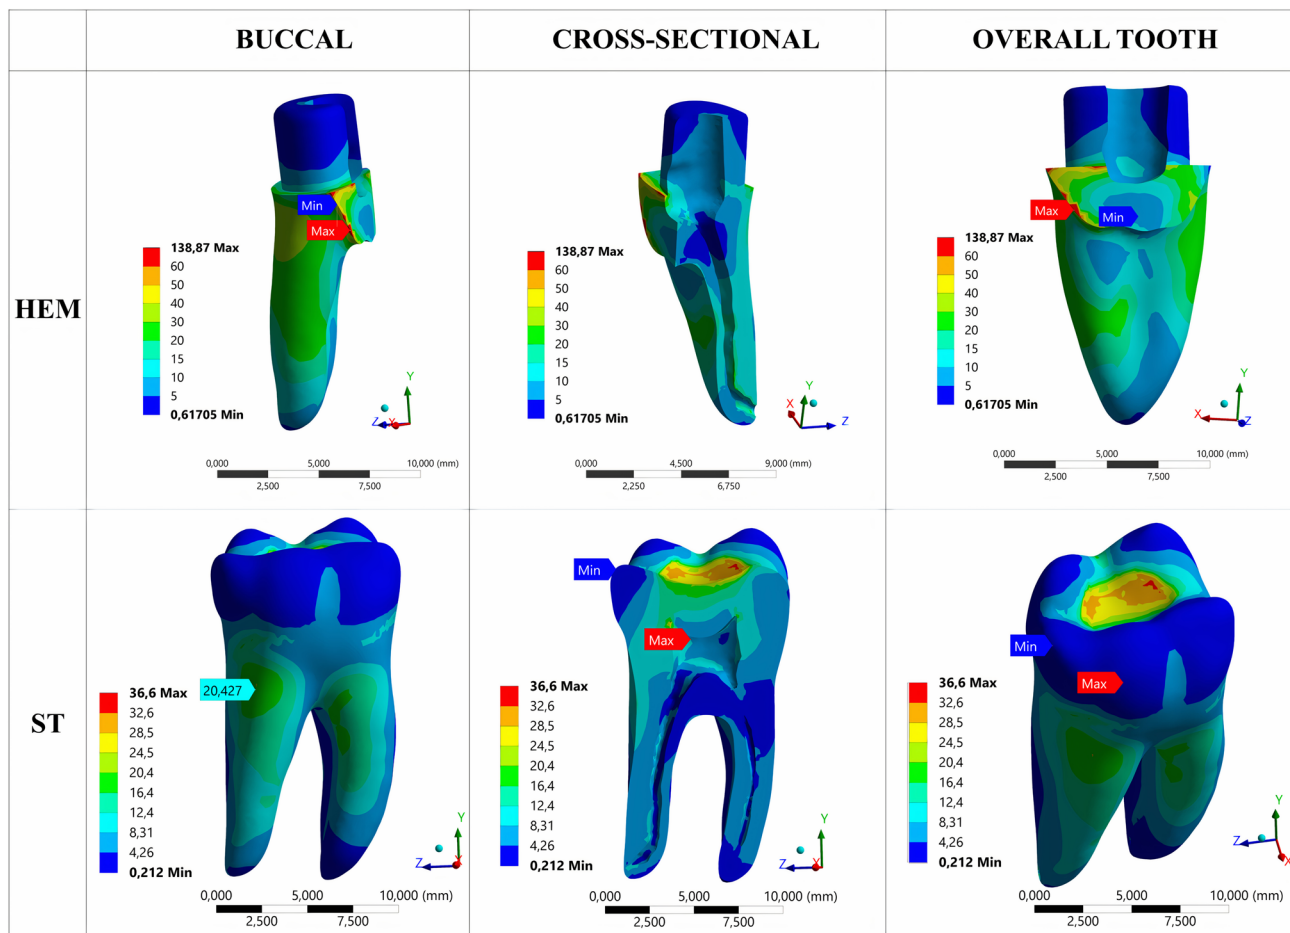 BUCCAL
CROSS-SECTIONAL
OVERALL TOOTH
HEM
Min
Max
138,87 Max
60
50
40
30
20
15
10
5
0,61705 Min
Y
Z
X
0,000
5,000
10,000 (mm)
2,500
7,500
138,87 Max
60
50
40
30
20
15
10
5
0,61705 Min
Y
X
Z
0,000
4,500
9,000 (mm)
2,250
6,750
Max
Min
138,87 Max
60
50
40
30
20
15
10
5
0,61705 Min
Y
X
Z
0,000
5,000
10,000 (mm)
2,500
7,500
ST
20,427
36,6 Max
32,6
28,5
24,5
20,4
16,4
12,4
8,31
4,26
0,212 Min
Y
Z
X
0,000
5,000
10,000 (mm)
2,500
7,500
Min
Max
36,6 Max
32,6
28,5
24,5
20,4
16,4
12,4
8,31
4,26
0,212 Min
Y
Z
X
0,000
5,000
10,000 (mm)
2,500
7,500
Min
Max
36,6 Max
32,6
28,5
24,5
20,4
16,4
12,4
8,31
4,26
0,212 Min
Y
Z
X
0,000
5,000
10,000 (mm)
2,500
7,500